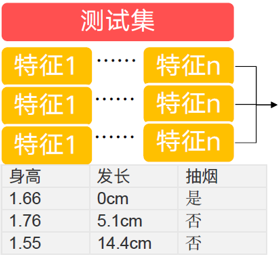 测试集
特征1 …… 特征n
特征1 …… 特征n
特征1 …… 特征n
身高 发长 抽烟
1.66 0cm 是
1.76 5.1cm 否
1.55 14.4cm 否